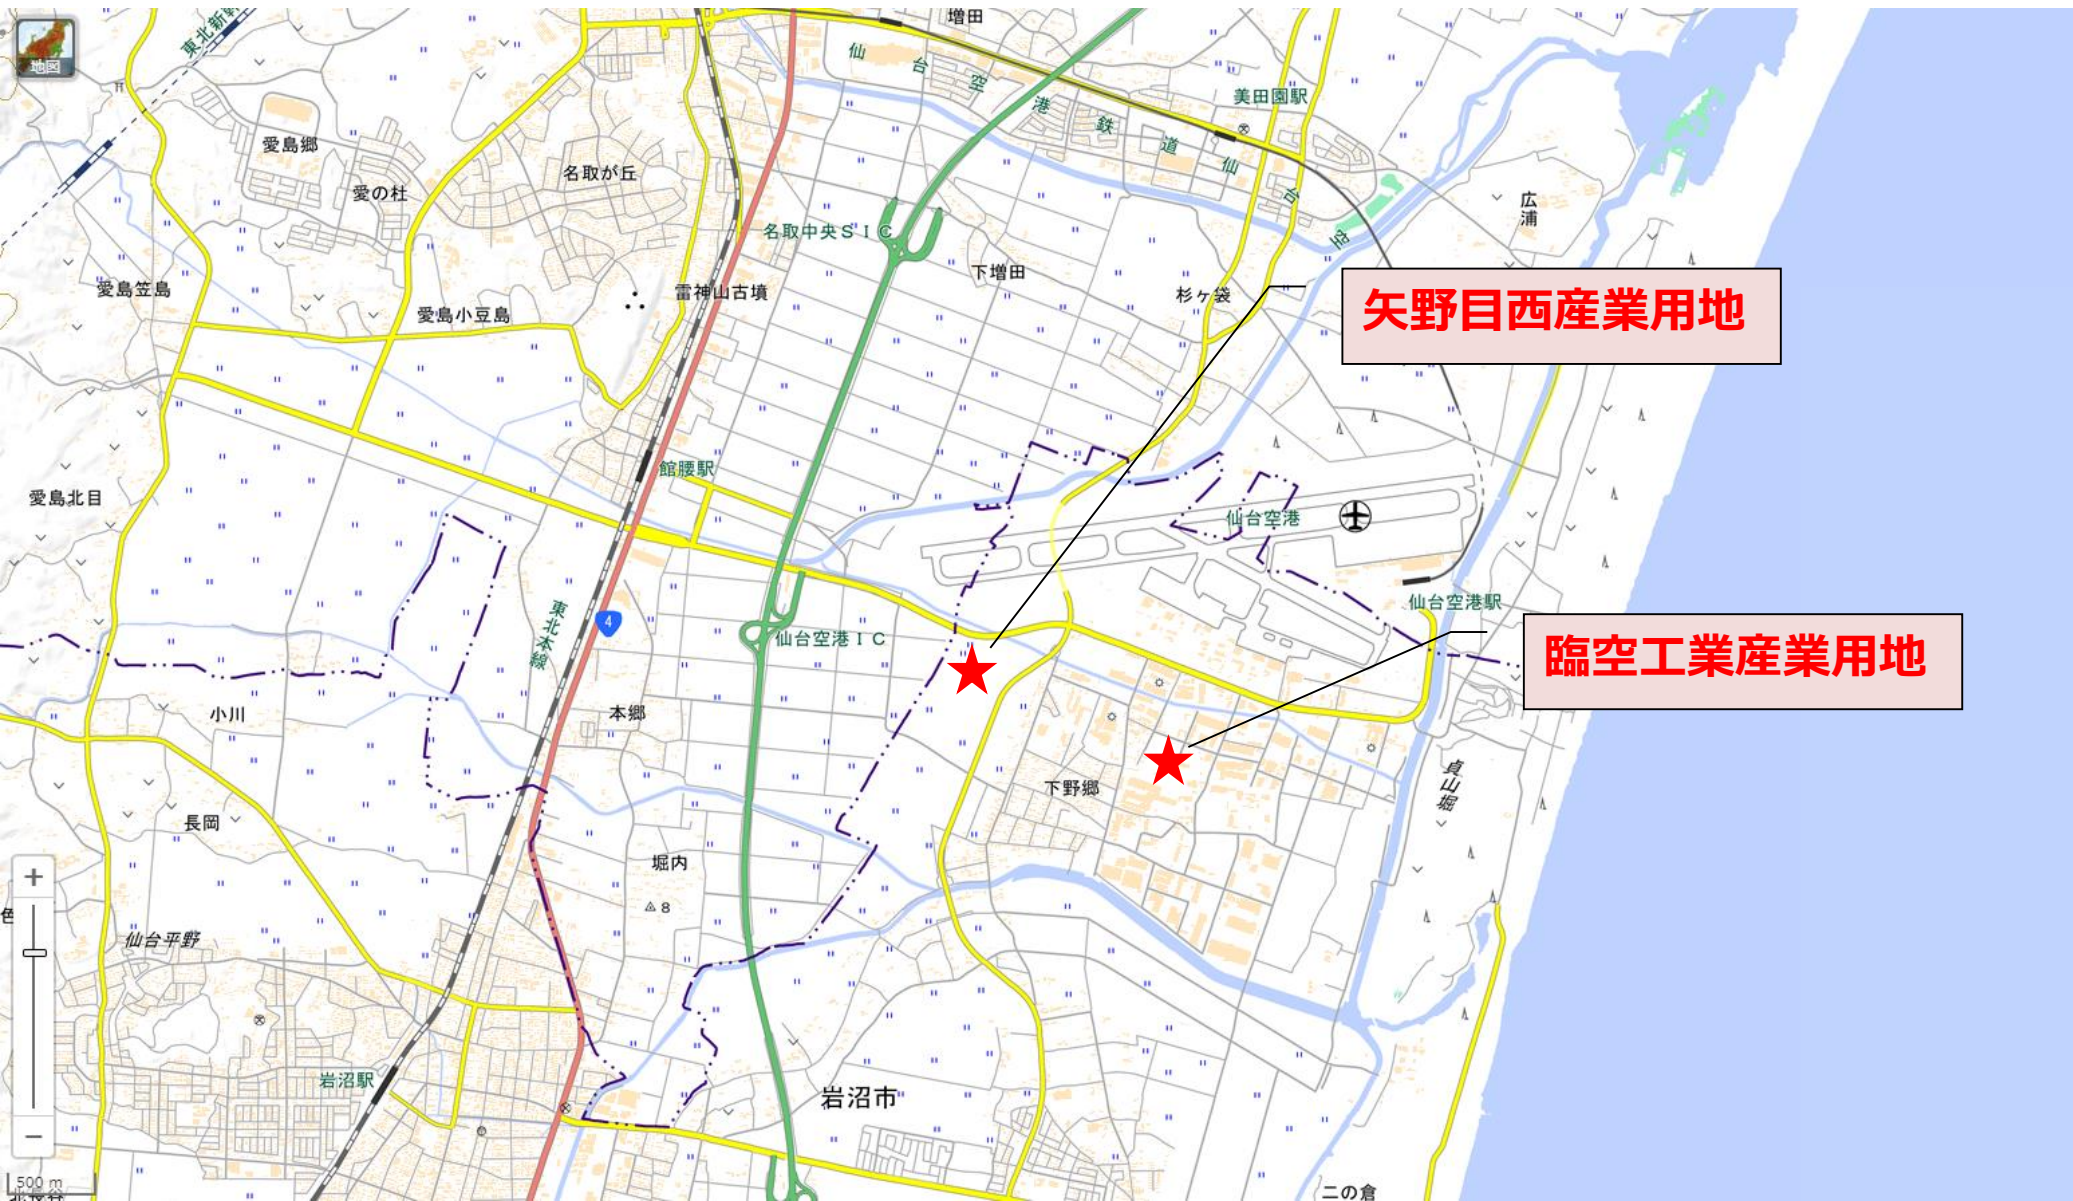 東北新幹
地図
増田
仙台空港鉄道仙台空
美田園駅
愛島郷
愛の杜
名取が丘
広浦
名取中央SIC
下増田
愛島笠島
愛島小豆島
雷神山古墳
杉ヶ袋
矢野目西産業用地
愛島北目
館腰駅
仙台空港
仙台空港駅
東北本線
4
仙台空港IC
臨空工業産業用地
小川
本郷
下野郷
貞山堀
長岡
堀内
8
仙台平野
岩沼駅
岩沼市
+
−
500 m
二の倉